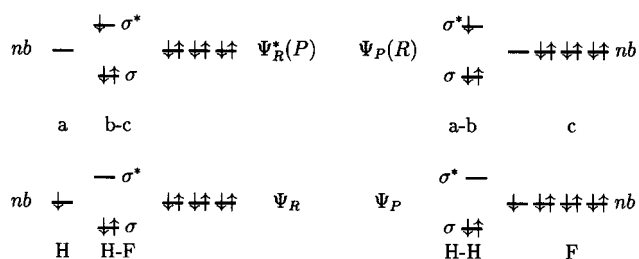 σ* σ*
nb Ψ*R(P) ΨP(R) nb
σ σ
a b-c a-b c
σ* σ*
nb ΨR ΨP nb
σ σ
H H-F H-H F